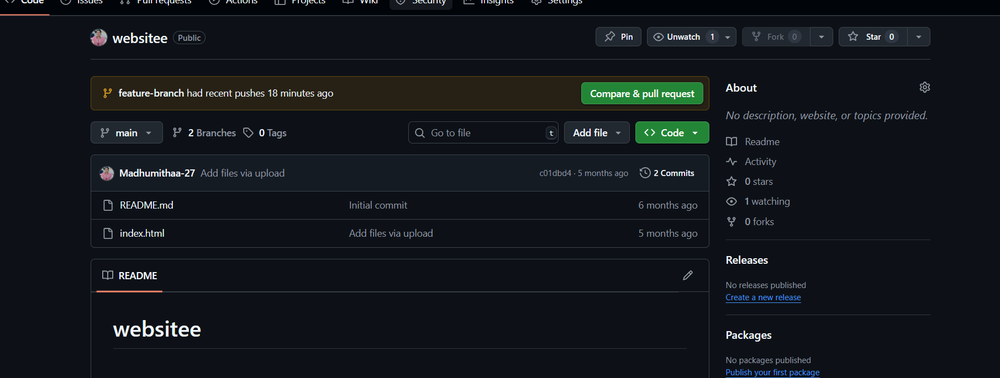 Code Issues Pull requests Actions Projects Wiki Security Insights Settings
websitee Public Pin Unwatch 1 Fork 0 Star 0
feature-branch had recent pushes 18 minutes ago Compare & pull request
main 2 Branches 0 Tags Go to file t Add file Code
Madhumithaa-27 Add files via upload c01dbd4 · 5 months ago 2 Commits
README.md Initial commit 6 months ago
index.html Add files via upload 5 months ago
README
websitee
About
No description, website, or topics provided.
Readme
Activity
0 stars
1 watching
0 forks
Releases
No releases published
Create a new release
Packages
No packages published
Publish your first package